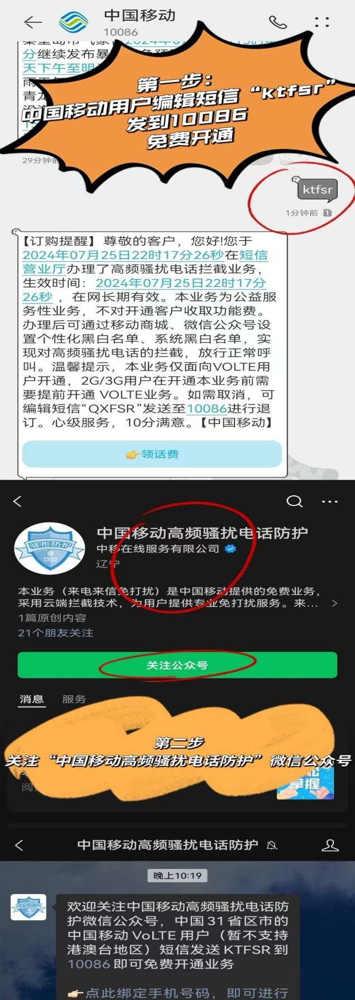 中国移动
10086
分继续发布暴
天下午至明
雨
青龙
29分钟前
第一步：
中国移动用户编辑短信“ktfsr”
发到10086
免费开通
ktfsr
1分钟前 1
【订购提醒】尊敬的客户，您好!您于
2024年07月25日22时17分26秒在短信
营业厅办理了高频骚扰电话拦截业务，
生效时间：2024年07月25日22时17分
26秒，在网长期有效。本业务为公益服
务性业务，不对开通客户收取功能费。
办理后可通过移动商城、微信公众号设
置个性化黑白名单、系统黑白名单，实
现对高频骚扰电话的拦截，放行正常呼
叫。温馨提示，本业务仅面向VOLTE用
户开通，2G/3G用户在开通本业务前需
要提前开通 VOLTE业务。如需取消，可
编辑短信“QXFSR”发送至10086进行退
订。心级服务，10分满意。【中国移动】
👉领话费
骚扰防护
中国移动
中国移动高频骚扰电话防护
中移在线服务有限公司
辽宁
本业务（来电来信免打扰）是中国移动提供的免费业务，
采用云端拦截技术，为用户提供专业免打扰服务。来...
1篇原创内容
21个朋友关注
关注公众号
消息 服务
第二步
关注“中国移动高频骚扰电话防护”微信公众号
阅
掌握
中国移动高频骚扰电话防护
晚上10:19
欢迎关注中国移动高频骚扰电话防
护微信公众号，中国 31 省区市的
中国移动 VoLTE 用户（暂不支持
港澳台地区）短信发送 KTFSR 到
10086 即可免费开通业务
👉点此绑定手机号码，即可进行